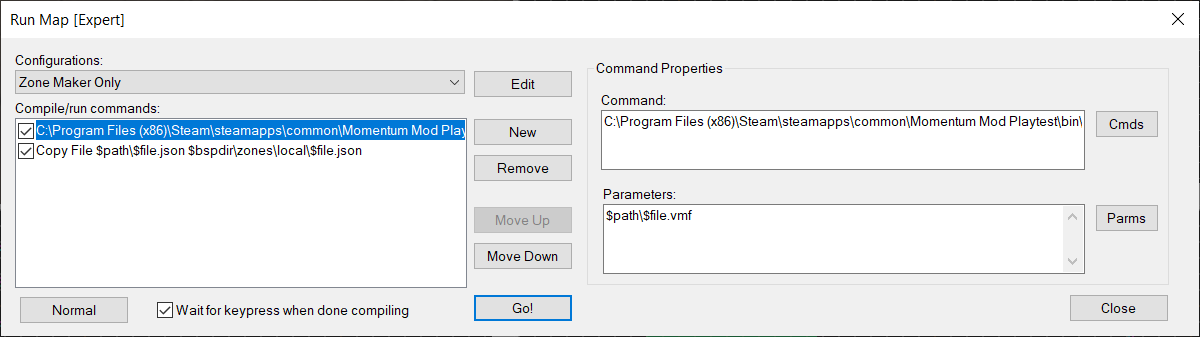 Run Map [Expert]
Configurations:
Zone Maker Only
Edit
Compile/run commands:
C:\Program Files (x86)\Steam\steamapps\common\Momentum Mod Play
Copy File $path\$file.json $bspdir\zones\local\$file.json
New
Remove
Move Up
Move Down
Normal
Wait for keypress when done compiling
Go!
Command Properties
Command:
C:\Program Files (x86)\Steam\steamapps\common\Momentum Mod Playtest\bin\
Cmds
Parameters:
$path\$file.vmf
Parms
Close